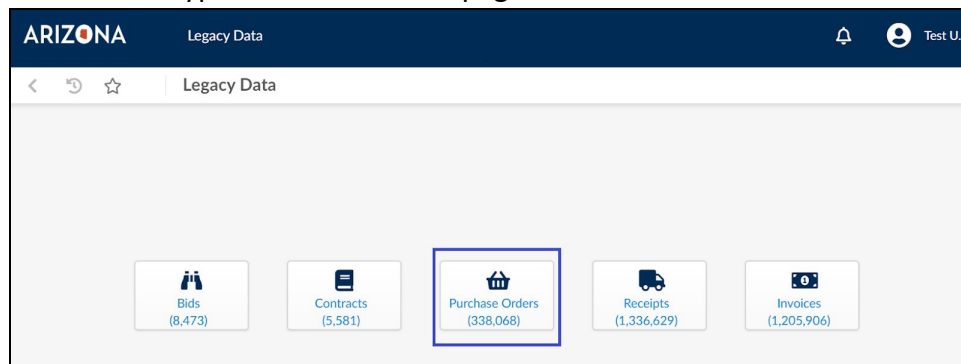 ARIZONA
Legacy Data
Test U.
Legacy Data
Bids
(8,473)
Contracts
(5,581)
Purchase Orders
(338,068)
Receipts
(1,336,629)
Invoices
(1,205,906)